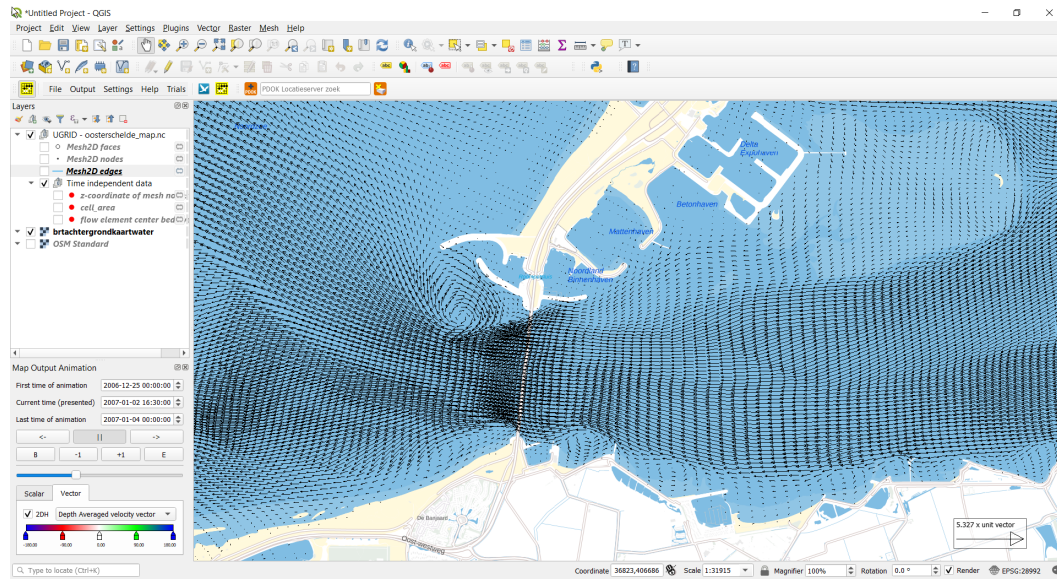 *Untitled Project - QGIS
Project Edit View Layer Settings Plugins Vector Raster Mesh Help
File Output Settings Help Trials PDOK PDOK Locatieserver zoek
Layers
UGRID - oosterschelde_map.nc
Mesh2D faces
Mesh2D nodes
Mesh2D edges
Time independent data
z-coordinate of mesh no
cell_area
flow element center bed
brtachtergrondkaartwater
OSM Standard
Map Output Animation
First time of animation 2006-12-25 00:00:00
Current time (presented) 2007-01-02 16:30:00
Last time of animation 2007-01-04 00:00:00
<- || ->
B -1 +1 E
Scalar Vector
2DH Depth Averaged velocity vector
-100.00 -90.00 0.00 90.00 100.00
Delta
Expohaven
Betonhaven
Mattenhaven
Noordland
Binnenhaven
De Banjaard
Oost-westweg
5.327 x unit vector
Type to locate (Ctrl+K)
Coordinate 36823,406686 Scale 1:31915 Magnifier 100% Rotation 0.0 ° Render EPSG:28992